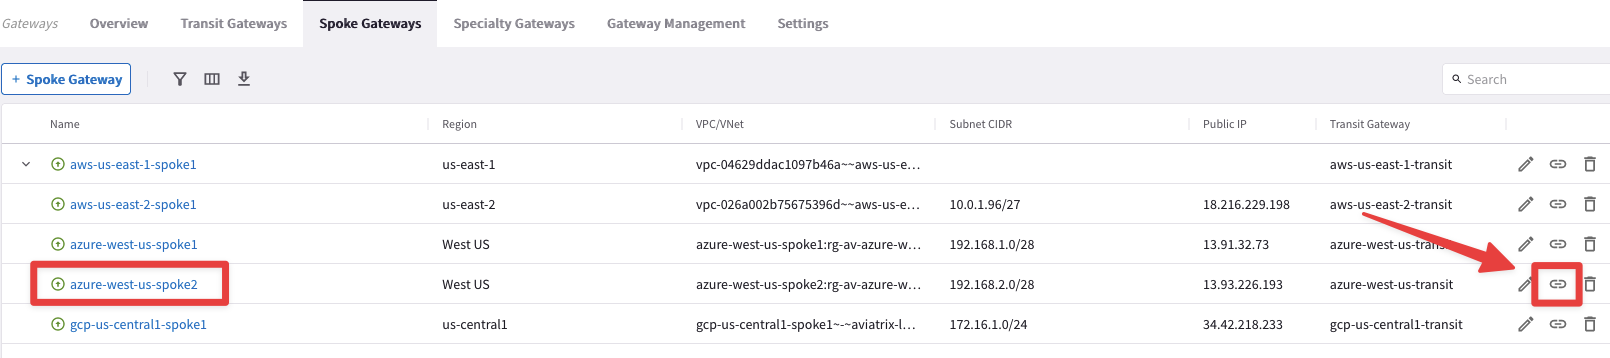 Gateways Overview Transit Gateways Spoke Gateways Specialty Gateways Gateway Management Settings
+ Spoke Gateway Search
Name Region VPC/VNet Subnet CIDR Public IP Transit Gateway
aws-us-east-1-spoke1 us-east-1 vpc-04629ddac1097b46a~~aws-us-e... aws-us-east-1-transit
aws-us-east-2-spoke1 us-east-2 vpc-026a002b75675396d~~aws-us-e... 10.0.1.96/27 18.216.229.198 aws-us-east-2-transit
azure-west-us-spoke1 West US azure-west-us-spoke1:rg-av-azure-w... 192.168.1.0/28 13.91.32.73 azure-west-us-transit
azure-west-us-spoke2 West US azure-west-us-spoke2:rg-av-azure-w... 192.168.2.0/28 13.93.226.193 azure-west-us-transit
gcp-us-central1-spoke1 us-central1 gcp-us-central1-spoke1~-~aviatrix-l... 172.16.1.0/24 34.42.218.233 gcp-us-central1-transit